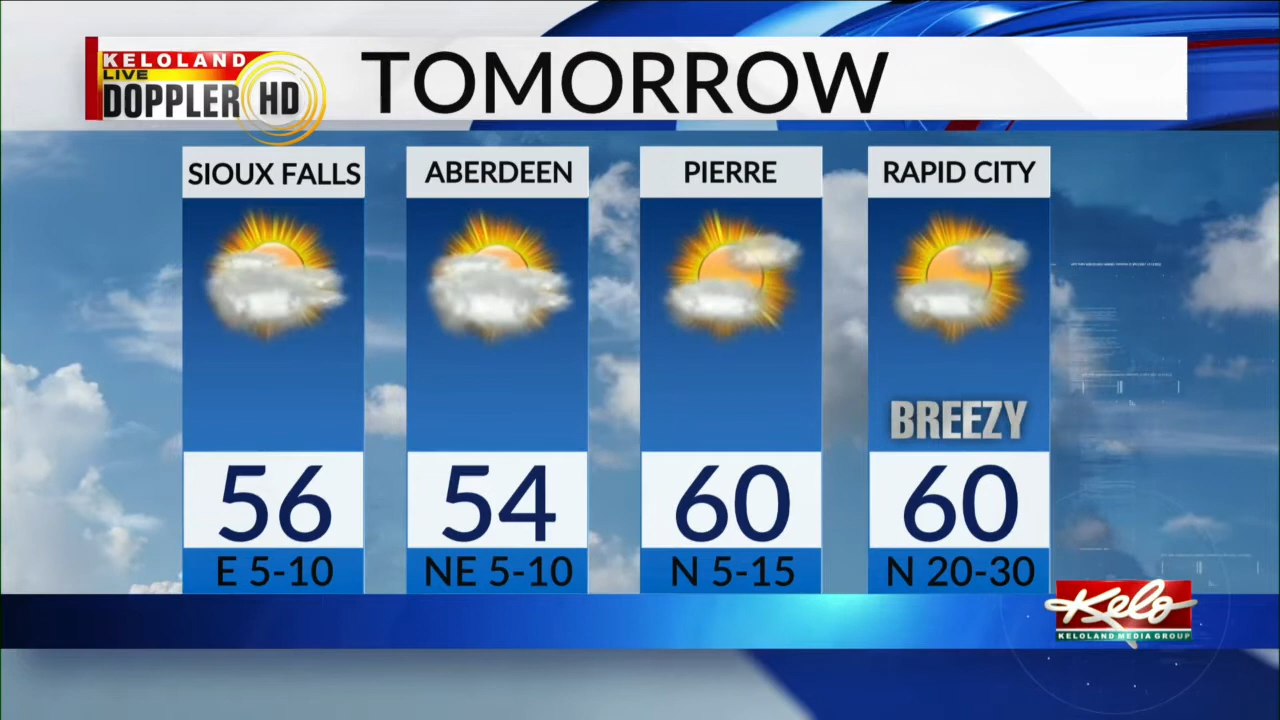 KELOLAND
LIVE
DOPPLER HD
TOMORROW
SIOUX FALLS
ABERDEEN
PIERRE
RAPID CITY
BREEZY
56
54
60
60
E 5-10
NE 5-10
N 5-15
N 20-30
Kelo
KELOLAND MEDIA GROUP